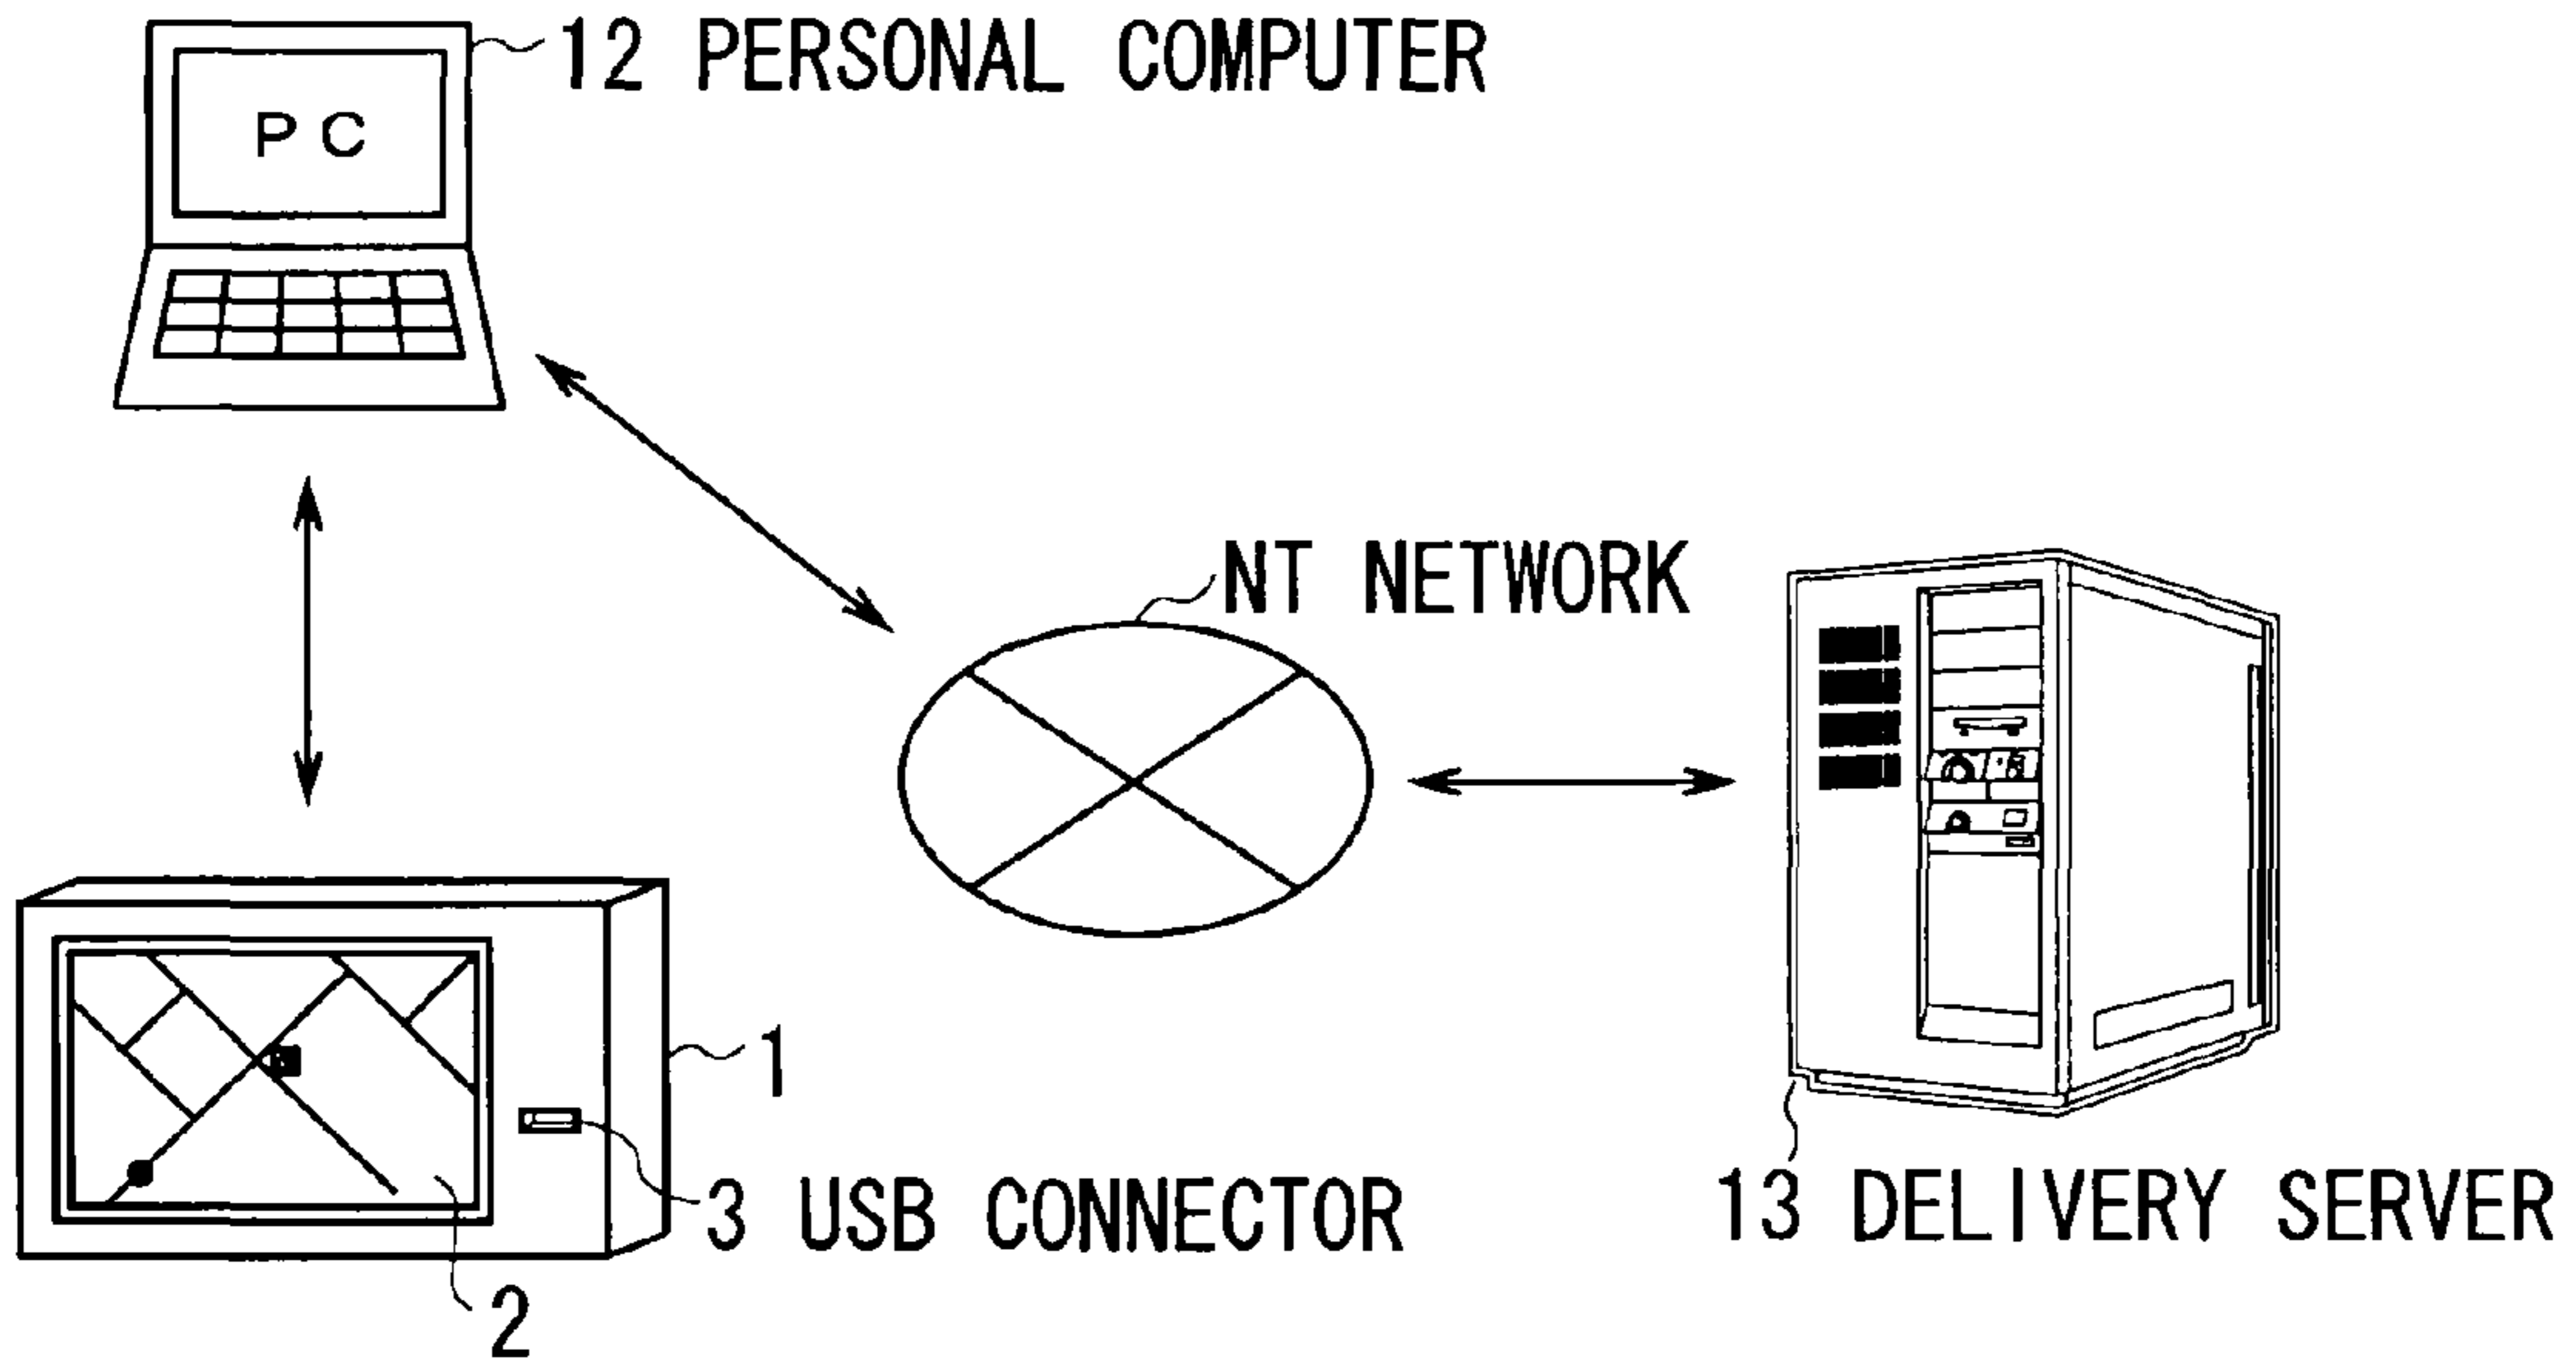 12 PERSONAL COMPUTER
PC
NT NETWORK
1
3 USB CONNECTOR
13 DELIVERY SERVER
2